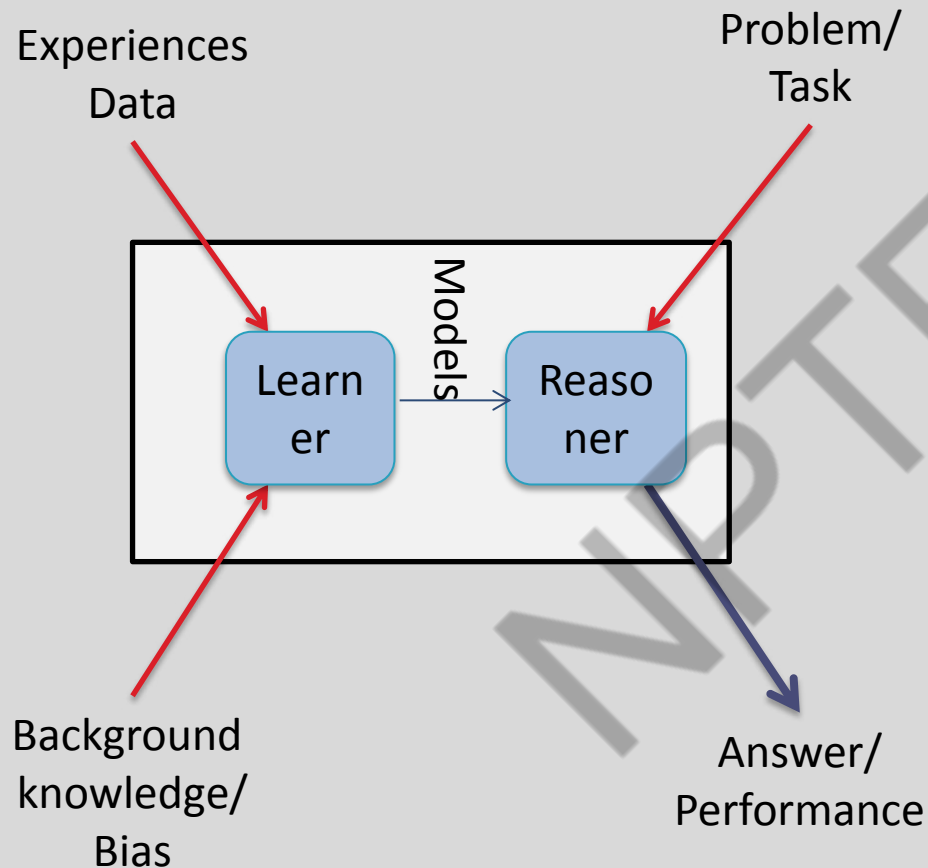 Experiences
Data
Problem/
Task
Models
Learn
er
Reaso
ner
Background
knowledge/
Bias
Answer/
Performance